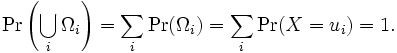 Pr(⋃_i Ω_i) = ∑_i Pr(Ω_i) = ∑_i Pr(X = u_i) = 1.